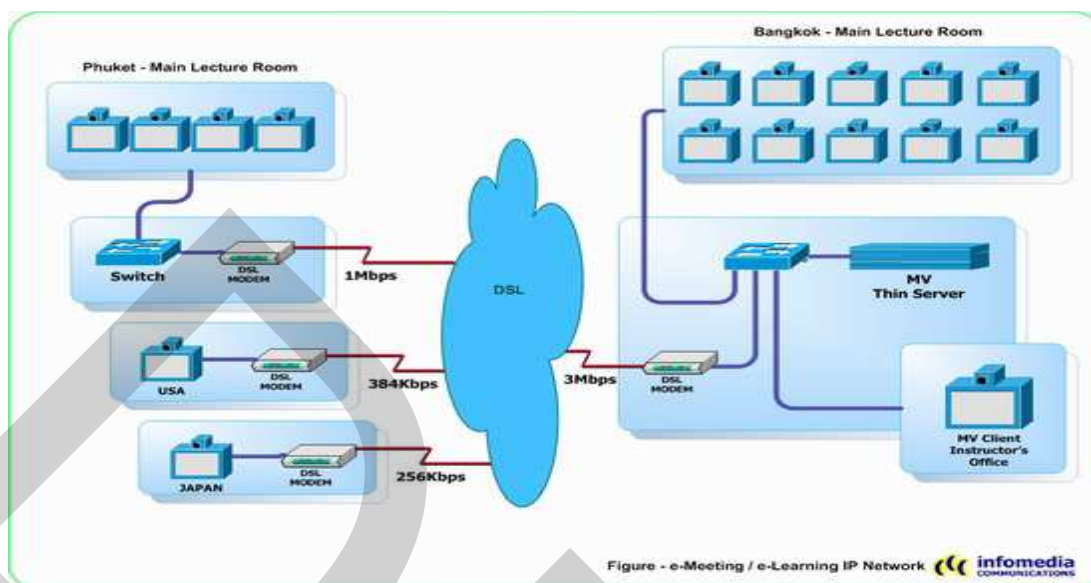 Bangkok - Main Lecture Room
Phuket - Main Lecture Room
Switch
DSL
MODEM
1Mbps
DSL
MV
Thin Server
USA
DSL
MODEM
384Kbps
3Mbps
DSL
MODEM
MV Client
Instructor's
Office
JAPAN
DSL
MODEM
256Kbps
Figure - e-Meeting / e-Learning IP Network
infomedia
COMMUNICATIONS